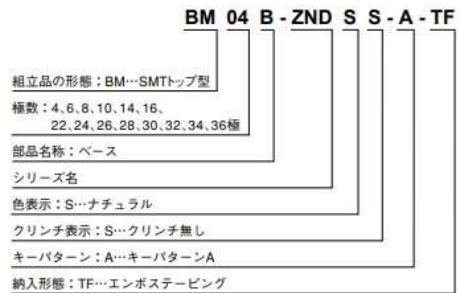 BM 04 B - ZND S S - A - TF
組立品の形態：BM…SMTトップ型
極数：4、6、8、10、14、16、
22、24、26、28、30、32、34、36極
部品名称：ベース
シリーズ名
色表示：S…ナチュラル
クリンチ表示：S…クリンチ無し
キーパターン：A…キーパターンA
納入形態：TF…エンボステーピング